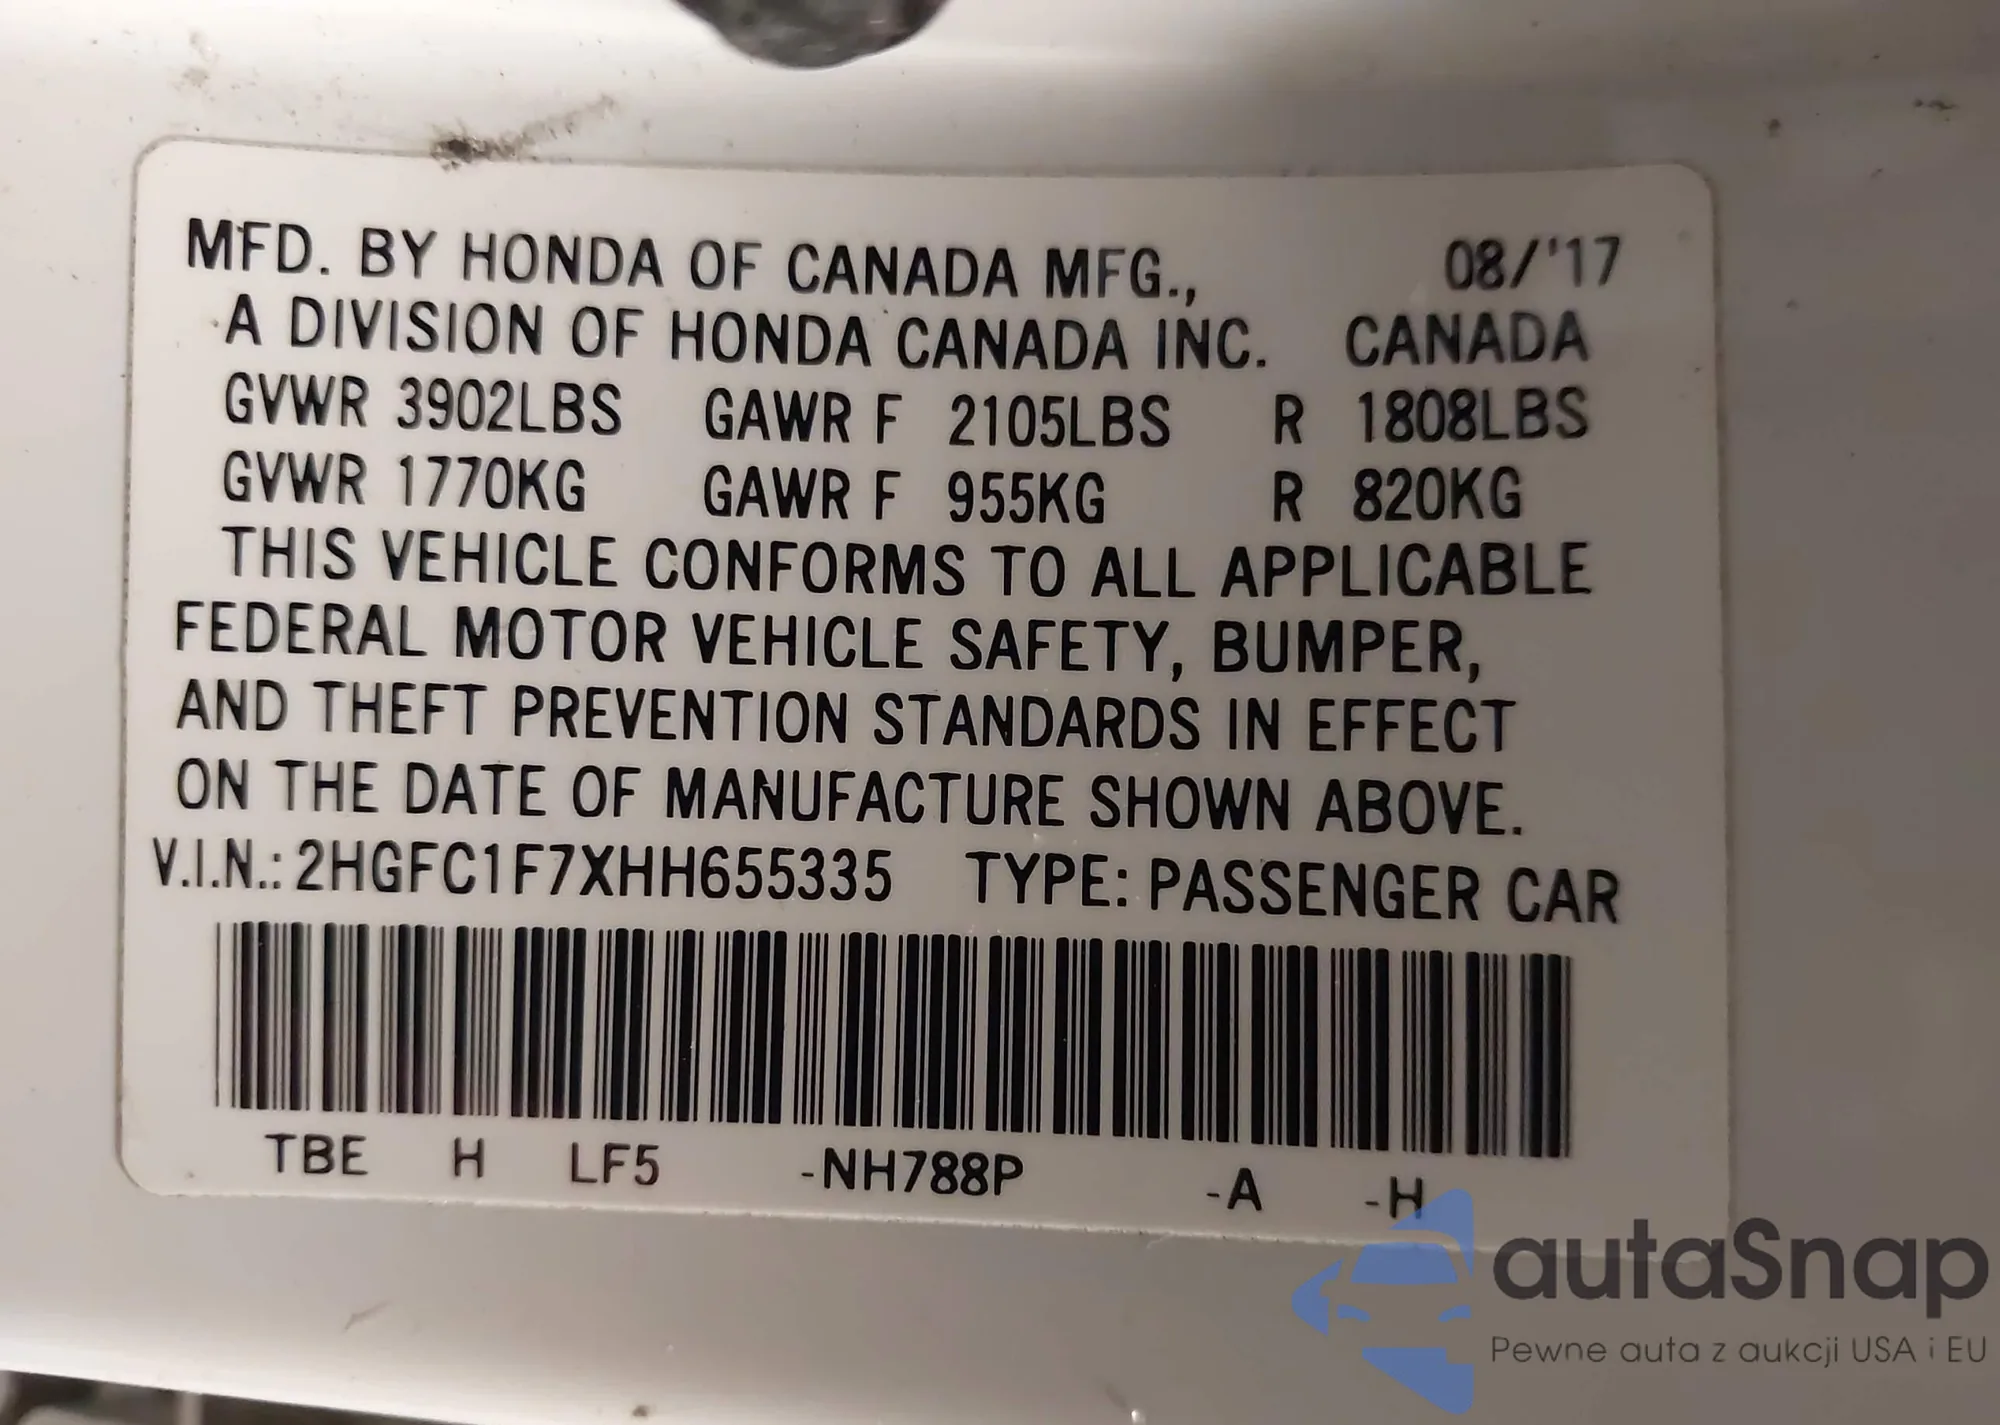 MFD. BY HONDA OF CANADA MFG., 08/'17
A DIVISION OF HONDA CANADA INC. CANADA
GVWR 3902LBS GAWR F 2105LBS R 1808LBS
GVWR 1770KG GAWR F 955KG R 820KG
THIS VEHICLE CONFORMS TO ALL APPLICABLE
FEDERAL MOTOR VEHICLE SAFETY, BUMPER,
AND THEFT PREVENTION STANDARDS IN EFFECT
ON THE DATE OF MANUFACTURE SHOWN ABOVE.
V.I.N.: 2HGFC1F7XHH655335 TYPE: PASSENGER CAR
TBE H LF5 -NH788P -A -H
autaSnap
Pewne auta z aukcji USA i EU